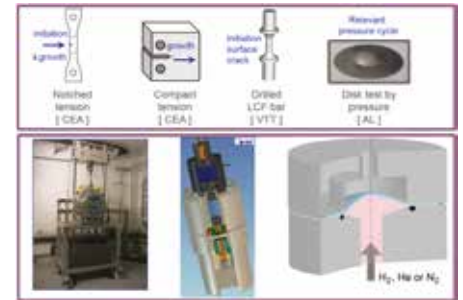 initiation
&growth
growth
Initiation
surface
crack
Relevant
pressure cycle
Notched
tension
[ CEA ]
Compact
tension
[ CEA ]
Drilled
LCF bar
[ VTT ]
Disk test by
pressure
[ AL ]
H2, He or N2